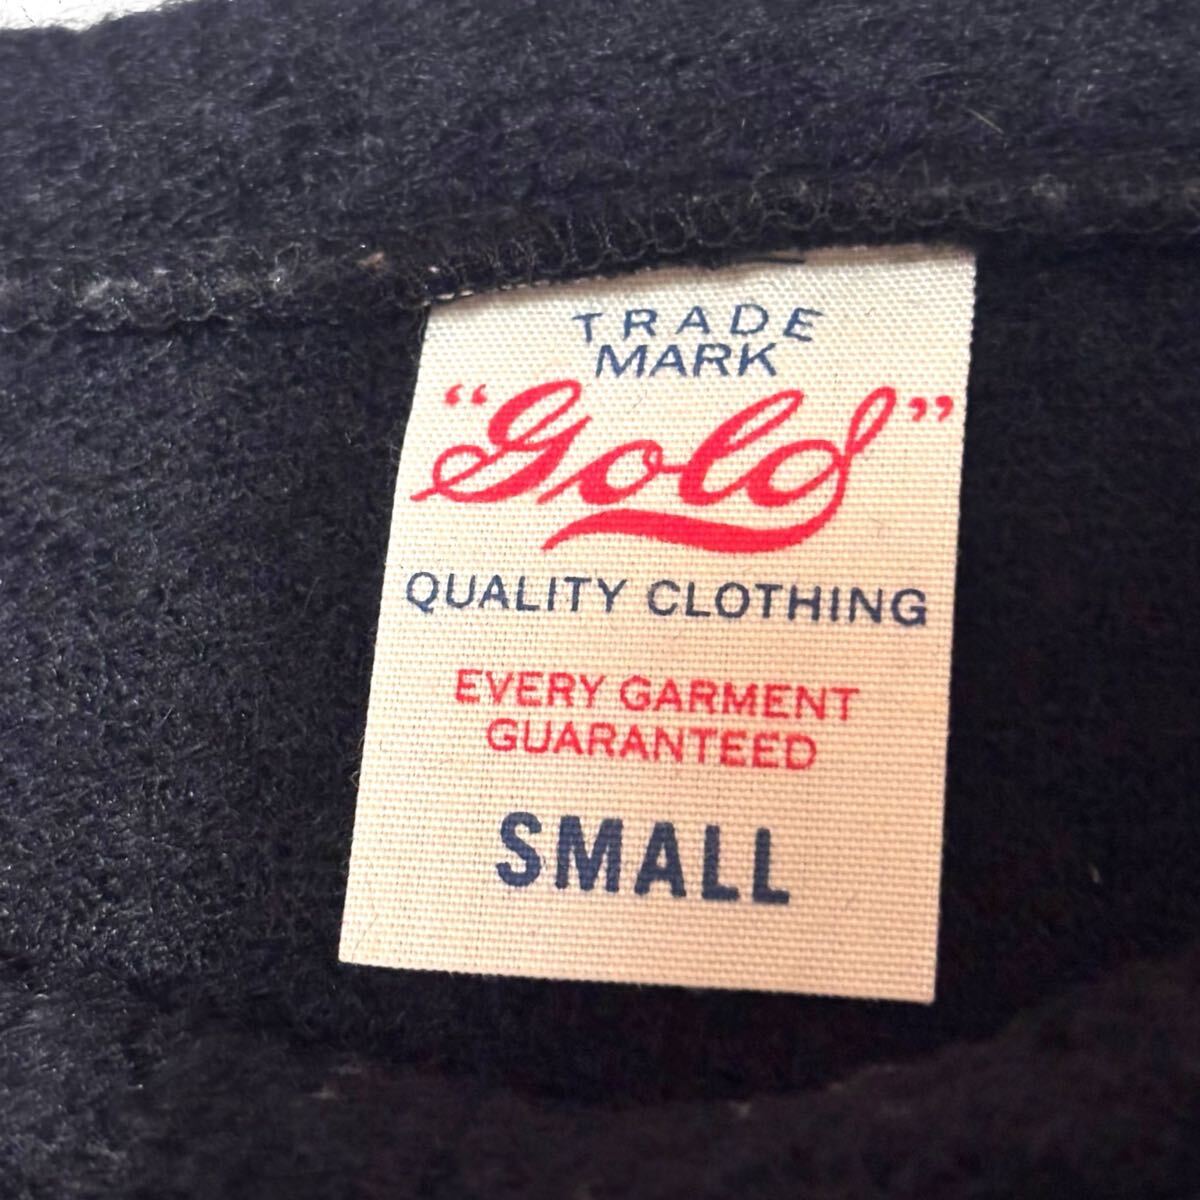 TRADE
MARK
“Gold”
QUALITY CLOTHING
EVERY GARMENT
GUARANTEED
SMALL